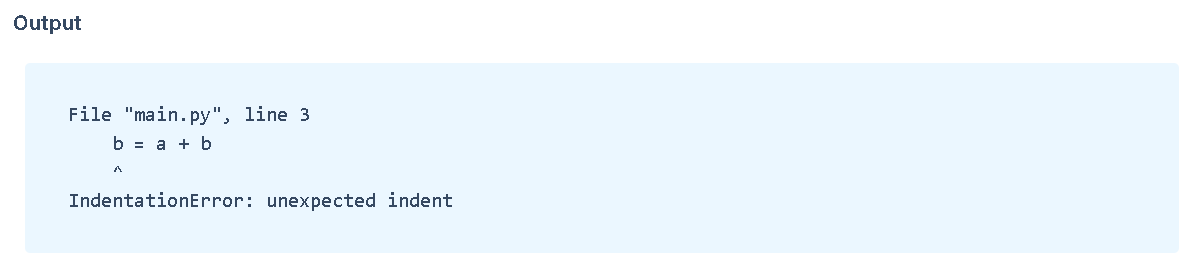 Output
File "main.py", line 3
b = a + b
^
IndentationError: unexpected indent